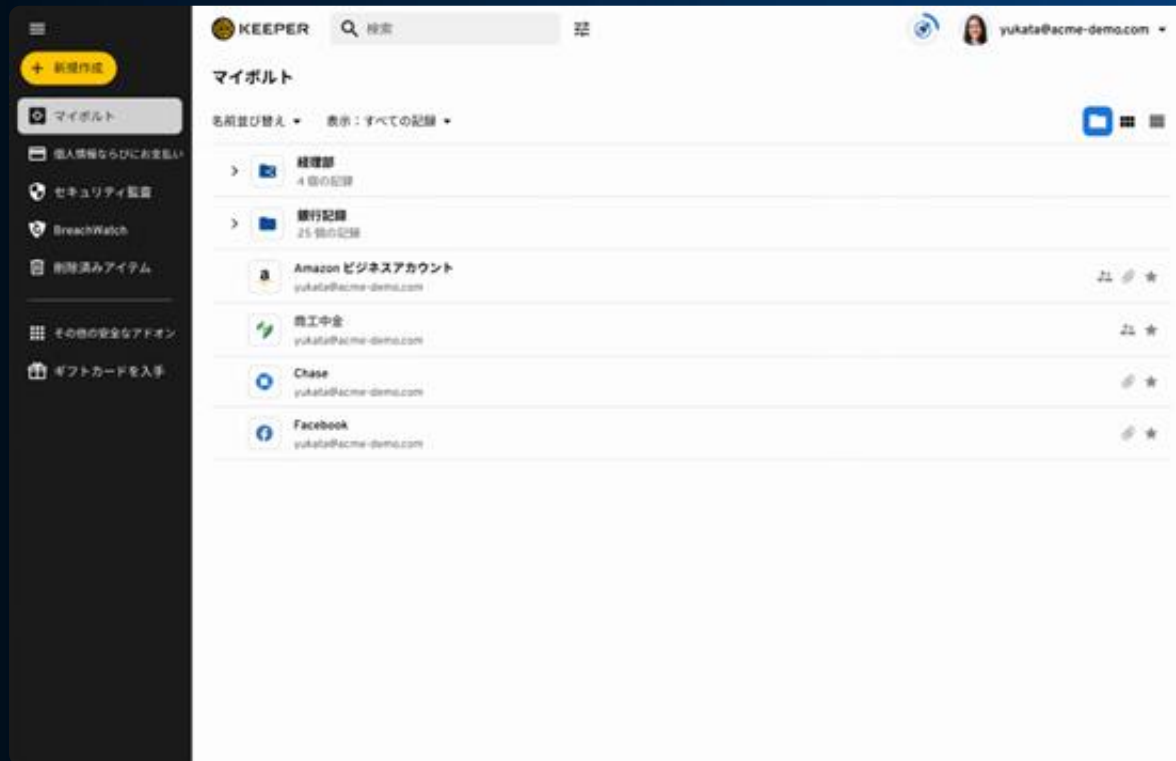 + 新規作成
マイボルト
個人情報ならびにお支払い
セキュリティ監査
BreachWatch
削除済みアイテム
その他の安全なアドオン
ギフトカードを入手
KEEPER
検索
yukata@acme-demo.com
マイボルト
名前並び替え
表示：すべての記録
経理部
4 個の記録
銀行記録
25 個の記録
Amazon ビジネスアカウント
yukata@acme-demo.com
商工中金
yukata@acme-demo.com
Chase
yukata@acme-demo.com
Facebook
yukata@acme-demo.com